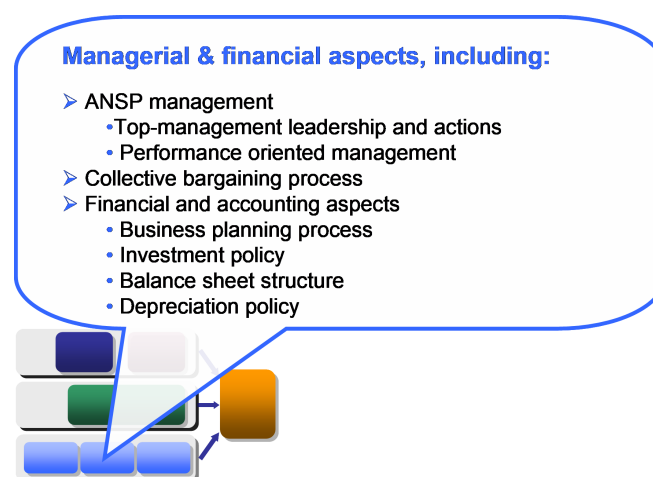 Managerial & financial aspects, including:
ANSP management
•Top-management leadership and actions
• Performance oriented management
Collective bargaining process
Financial and accounting aspects
• Business planning process
• Investment policy
• Balance sheet structure
• Depreciation policy